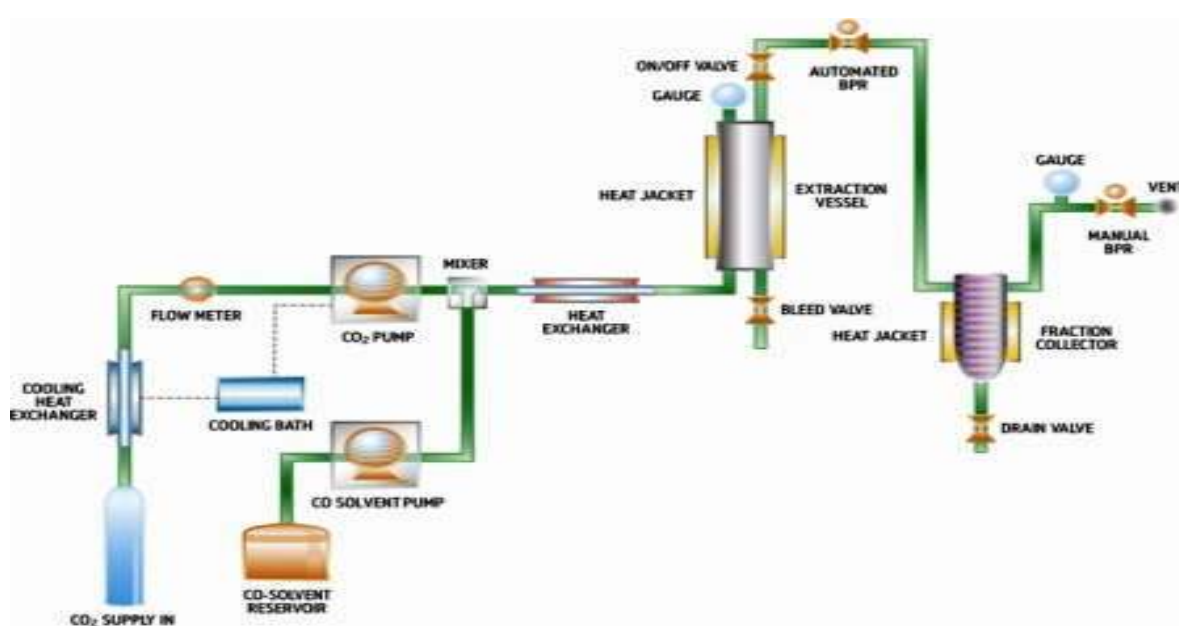 ON/OFF VALVE
AUTOMATED
BPR
GAUGE
GAUGE
HEAT JACKET
EXTRACTION
VESSEL
VENT
MANUAL
BPR
MIXER
FLOW METER
CO₂ PUMP
HEAT
EXCHANGER
BLEED VALVE
HEAT JACKET
FRACTION
COLLECTOR
COOLING
HEAT
EXCHANGER
COOLING BATH
DRAIN VALVE
CO SOLVENT PUMP
CO-SOLVENT
RESERVOIR
CO₂ SUPPLY IN